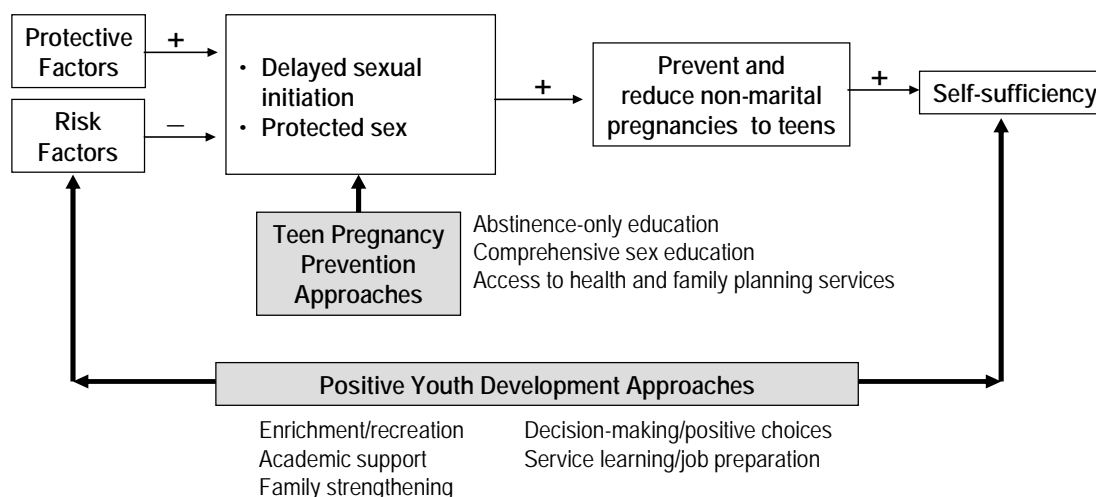 Protective
Factors
+
• Delayed sexual
initiation
• Protected sex
+
Prevent and
reduce non-marital
pregnancies to teens
+
Self-sufficiency
Risk
Factors
–
Teen Pregnancy
Prevention
Approaches
Abstinence-only education
Comprehensive sex education
Access to health and family planning services
Positive Youth Development Approaches
Enrichment/recreation
Academic support
Family strengthening
Decision-making/positive choices
Service learning/job preparation